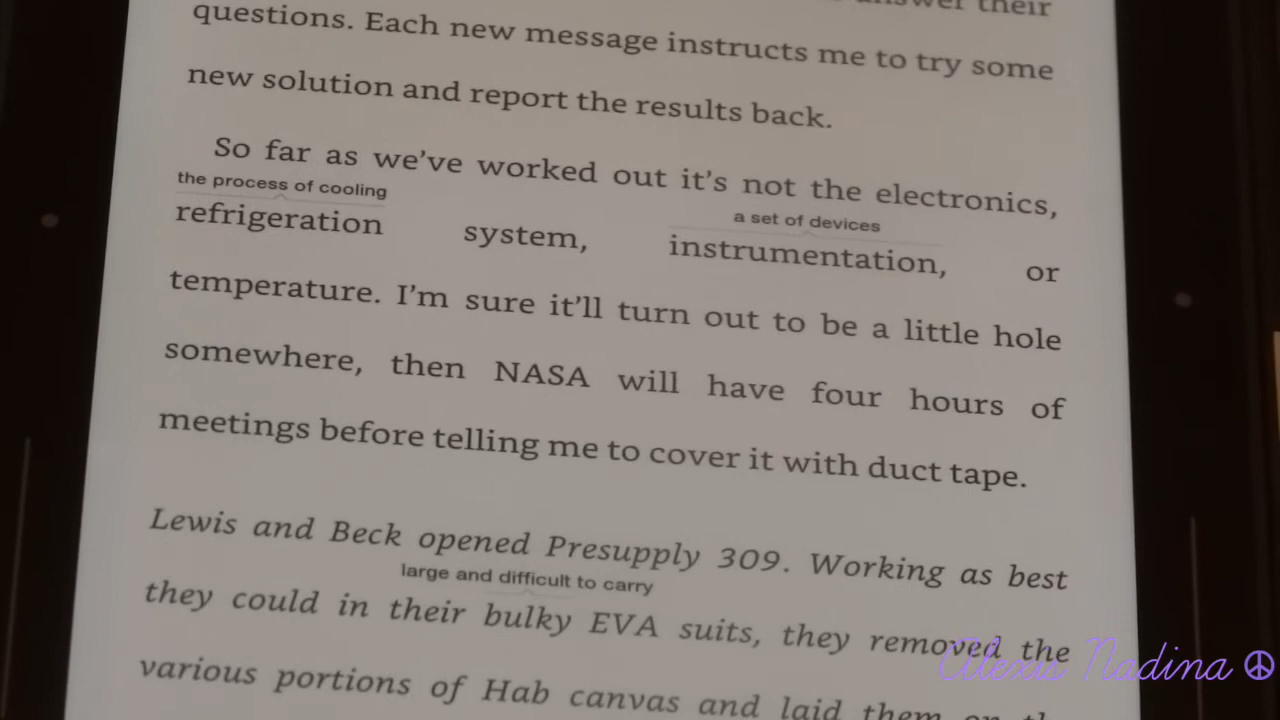 answer their
questions. Each new message instructs me to try some
new solution and report the results back.
So far as we've worked out it's not the electronics,
the process of cooling
a set of devices
refrigeration system, instrumentation, or
temperature. I'm sure it'll turn out to be a little hole
somewhere, then NASA will have four hours of
meetings before telling me to cover it with duct tape.
Lewis and Beck opened Presupply 309. Working as best
large and difficult to carry
they could in their bulky EVA suits, they removed the
various portions of Hab canvas and laid them on
Alexic Nadina